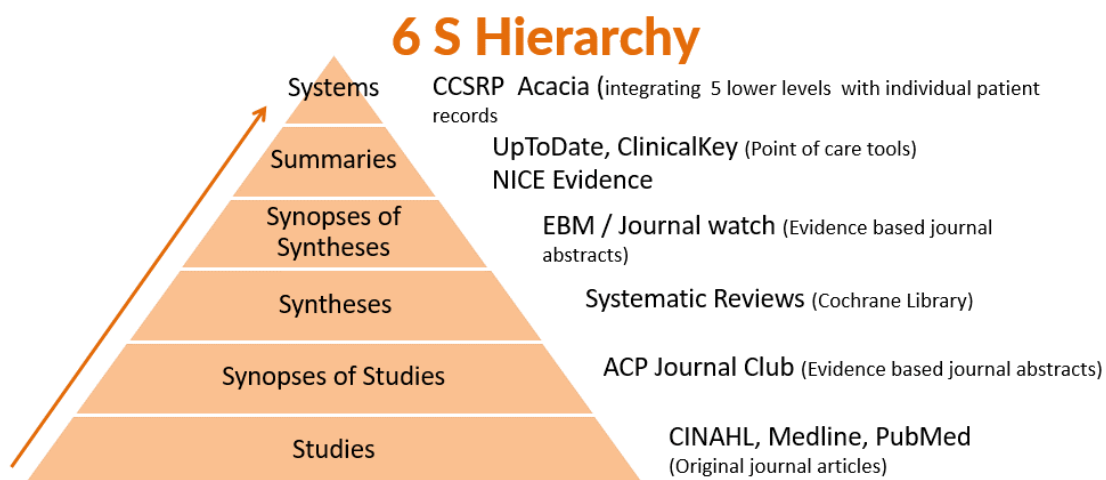 6 S Hierarchy
Systems
CCSRP Acacia (integrating 5 lower levels with individual patient
records
Summaries
UpToDate, ClinicalKey (Point of care tools)
NICE Evidence
Synopses of
Syntheses
EBM / Journal watch (Evidence based journal
abstracts)
Syntheses
Systematic Reviews (Cochrane Library)
Synopses of Studies
ACP Journal Club (Evidence based journal abstracts)
Studies
CINAHL, Medline, PubMed
(Original journal articles)